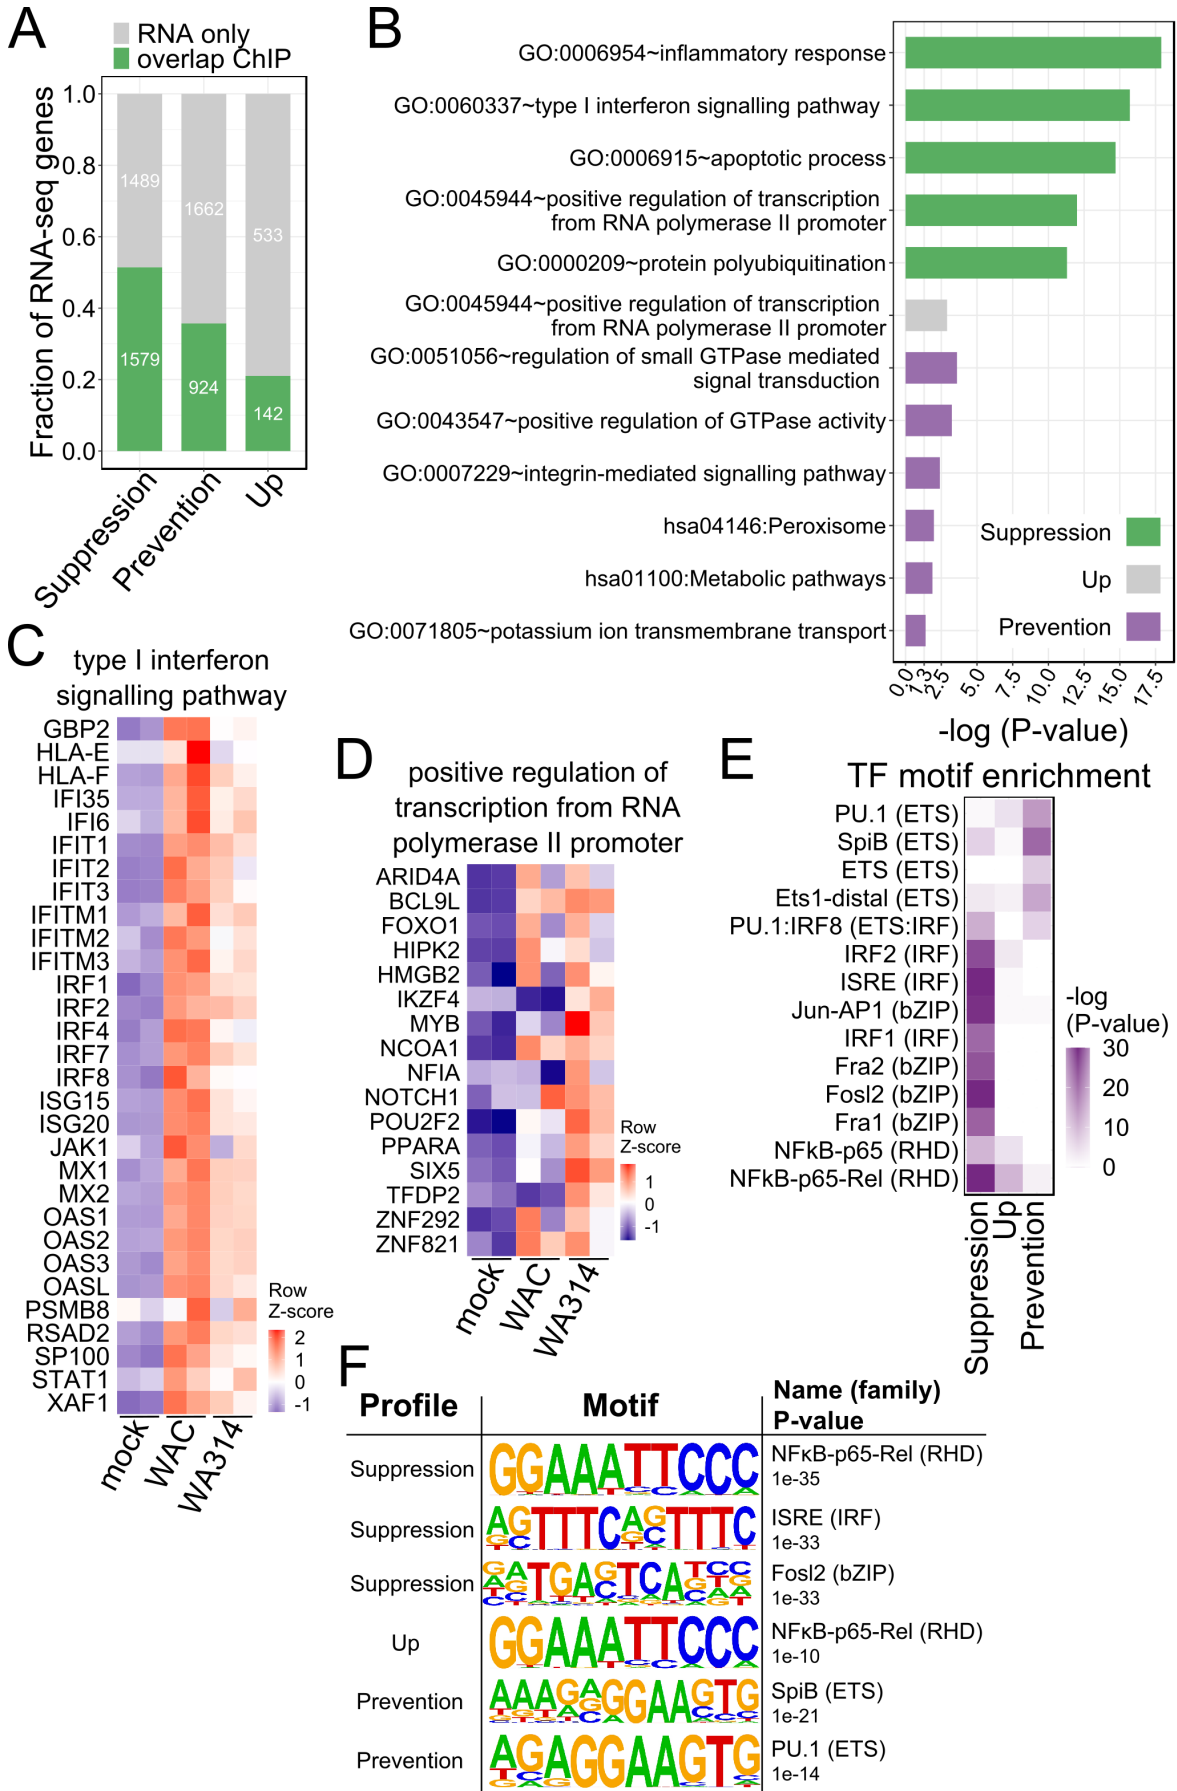 A
RNA only
overlap ChIP
Fraction of RNA-seq genes
1.0
0.8
0.6
0.4
0.2
0.0
1489
1662
533
1579
924
142
Suppression
Prevention
Up
B
GO:0006954~inflammatory response
GO:0060337~type I interferon signalling pathway
GO:0006915~apoptotic process
GO:0045944~positive regulation of transcription
from RNA polymerase II promoter
GO:0000209~protein polyubiquitination
GO:0045944~positive regulation of transcription
from RNA polymerase II promoter
GO:0051056~regulation of small GTPase mediated
signal transduction
GO:0043547~positive regulation of GTPase activity
GO:0007229~integrin-mediated signalling pathway
hsa04146:Peroxisome
hsa01100:Metabolic pathways
GO:0071805~potassium ion transmembrane transport
Suppression
Up
Prevention
0.0
1.3
2.5
5.0
7.5
10.0
12.5
15.0
17.5
-log (P-value)
C
type I interferon
signalling pathway
GBP2
HLA-E
HLA-F
IFI35
IFI6
IFIT1
IFIT2
IFIT3
IFITM1
IFITM2
IFITM3
IRF1
IRF2
IRF4
IRF7
IRF8
ISG15
ISG20
JAK1
MX1
MX2
OAS1
OAS2
OAS3
OASL
PSMB8
RSAD2
SP100
STAT1
XAF1
mock
WAC
WA314
Row
Z-score
2
1
0
-1
D
positive regulation of
transcription from RNA
polymerase II promoter
ARID4A
BCL9L
FOXO1
HIPK2
HMGB2
IKZF4
MYB
NCOA1
NFIA
NOTCH1
POU2F2
PPARA
SIX5
TFDP2
ZNF292
ZNF821
mock
WAC
WA314
Row
Z-score
1
0
-1
E
TF motif enrichment
PU.1 (ETS)
SpiB (ETS)
ETS (ETS)
Ets1-distal (ETS)
PU.1:IRF8 (ETS:IRF)
IRF2 (IRF)
ISRE (IRF)
Jun-AP1 (bZIP)
IRF1 (IRF)
Fra2 (bZIP)
Fosl2 (bZIP)
Fra1 (bZIP)
NFkB-p65 (RHD)
NFkB-p65-Rel (RHD)
Suppression
Up
Prevention
-log
(P-value)
30
20
10
0
F
Profile Motif Name (family)
P-value
Suppression GGAAATTCCC NFκB-p65-Rel (RHD)
1e-35
Suppression AGTTTCAGTTTC ISRE (IRF)
1e-33
Suppression GATGAGTCATCC Fosl2 (bZIP)
1e-33
Up GGAAATTCCC NFκB-p65-Rel (RHD)
1e-10
Prevention AAAGAGGAAGTG SpiB (ETS)
1e-21
Prevention AGAGGAAGTG PU.1 (ETS)
1e-14